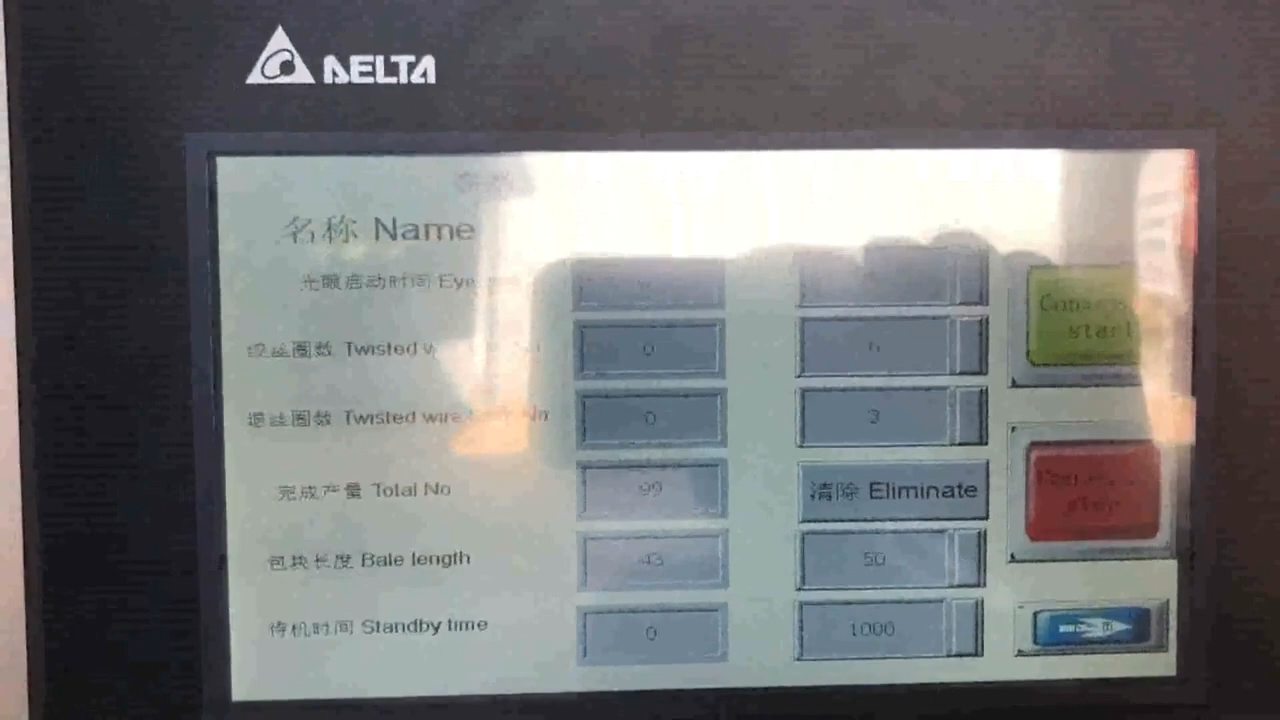 DELTA
名称 Name
光眼启动时间 Eye
圈数 Twisted 0
退丝圈数 Twisted wire 0 3
完成产量 Total No 99 清除 Eliminate
包块长度 Bale length 43 50
待机时间 Standby time 0 1000
start
stop